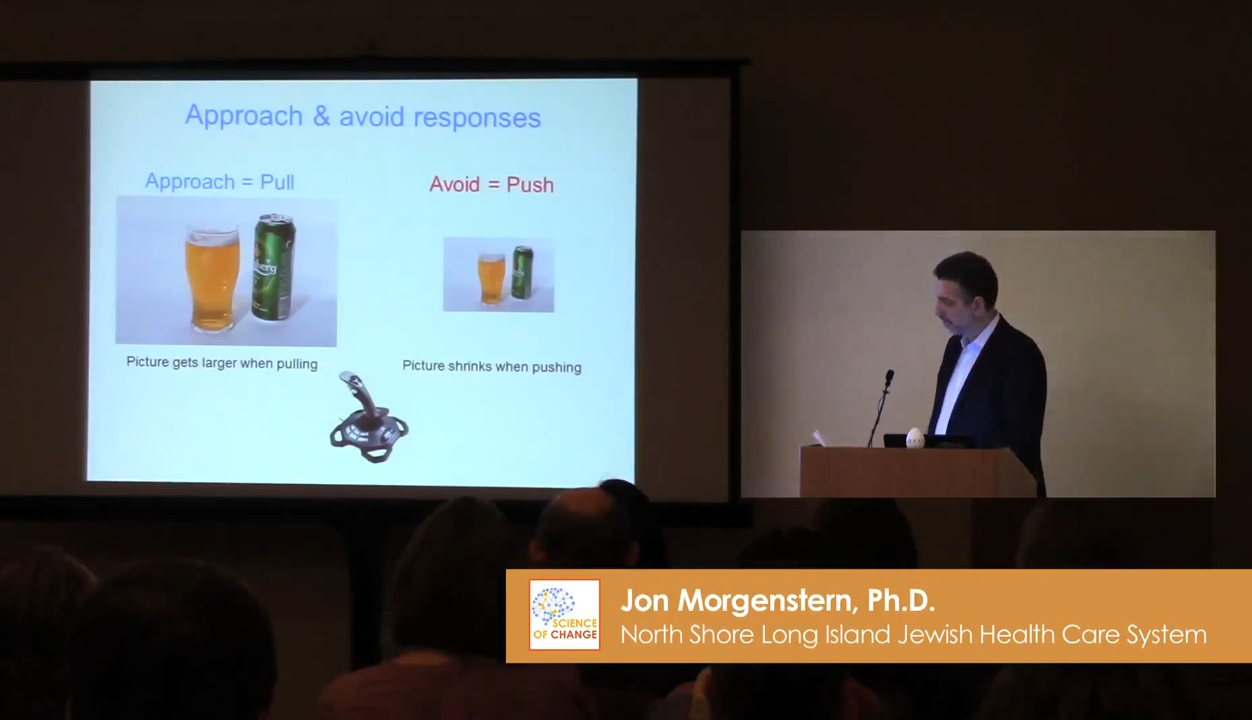 Approach & avoid responses
Approach = Pull
Avoid = Push
Picture gets larger when pulling
Picture shrinks when pushing
SCIENCE
OF CHANGE
Jon Morgenstern, Ph.D.
North Shore Long Island Jewish Health Care System